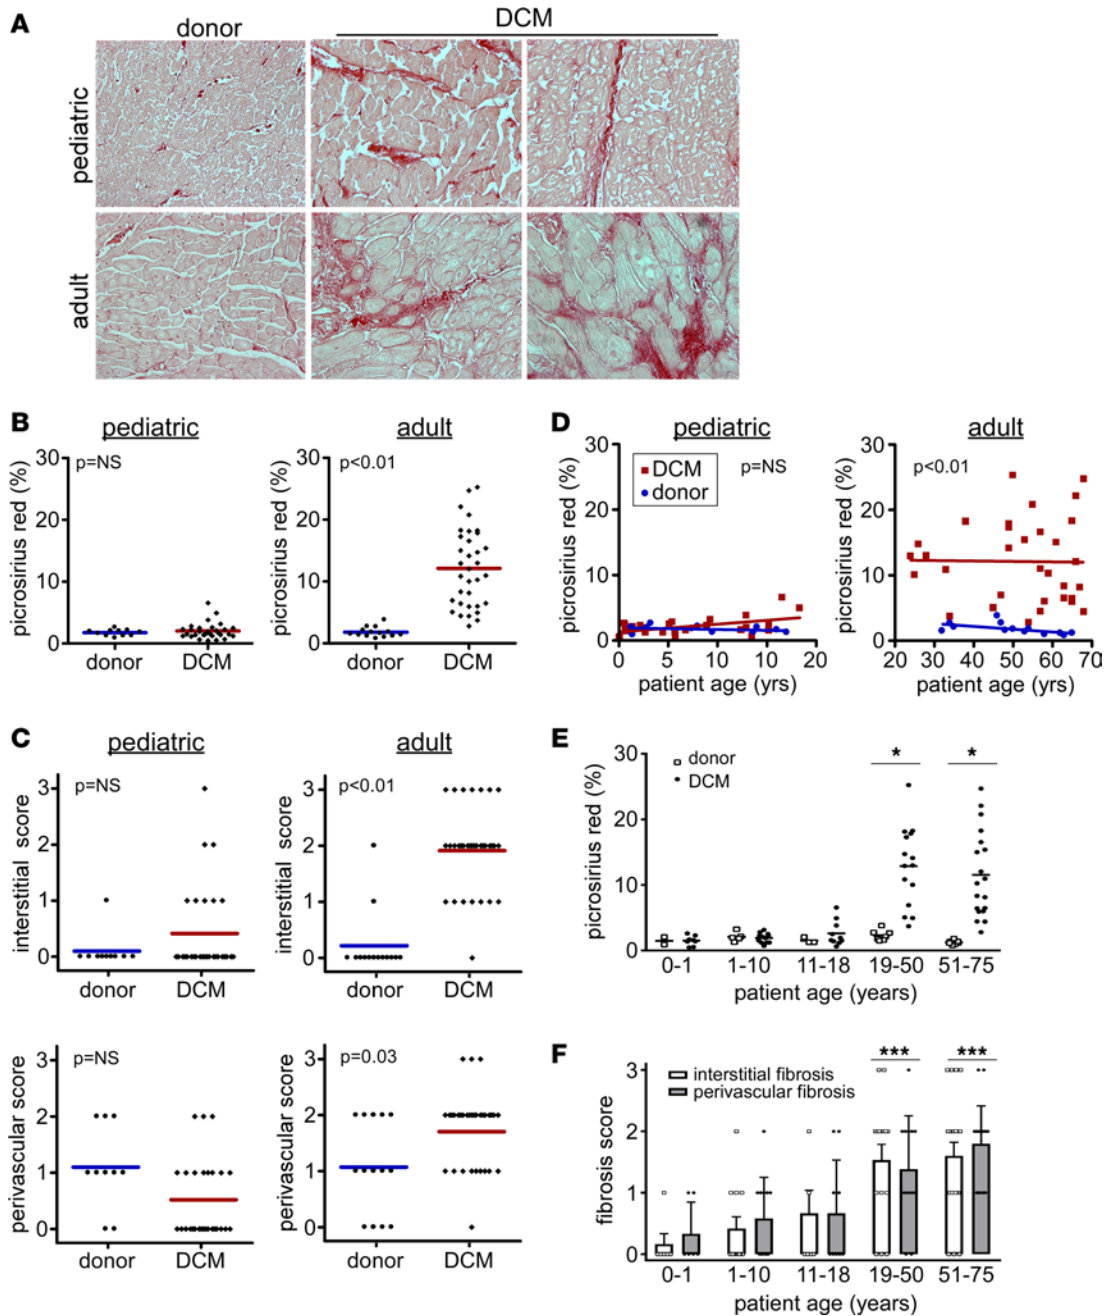 A
donor
DCM
pediatric
adult
B
pediatric
adult
picrosirius red (%)
30
20
10
0
p=NS
donor
DCM
picrosirius red (%)
30
20
10
0
p<0.01
donor
DCM
C
pediatric
adult
interstitial score
3
2
1
0
p=NS
donor
DCM
interstitial score
3
2
1
0
p<0.01
donor
DCM
perivascular score
3
2
1
0
p=NS
donor
DCM
perivascular score
3
2
1
0
p=0.03
donor
DCM
D
pediatric
adult
picrosirius red (%)
30
20
10
0
DCM
donor
p=NS
0 5 10 20
patient age (yrs)
picrosirius red (%)
30
20
10
0
p<0.01
20 30 40 50 60 70
patient age (yrs)
E
picrosirius red (%)
30
20
10
0
donor
DCM
* *
0-1 1-10 11-18 19-50 51-75
patient age (years)
F
fibrosis score
3
2
1
0
interstitial fibrosis
perivascular fibrosis
*** ***
0-1 1-10 11-18 19-50 51-75
patient age (years)